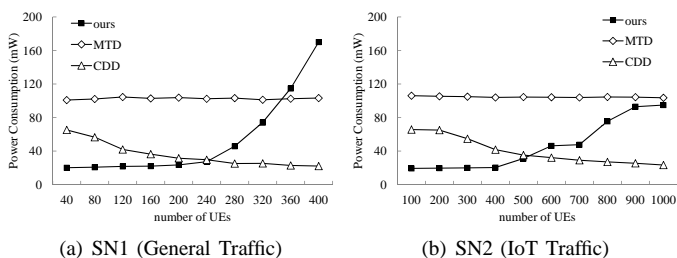 Power Consumption (mW)
200
160
120
80
40
0
ours
MTD
CDD
40 80 120 160 200 240 280 320 360 400
number of UEs
(a) SN1 (General Traffic)
Power Consumption (mW)
200
160
120
80
40
0
ours
MTD
CDD
100 200 300 400 500 600 700 800 900 1000
number of UEs
(b) SN2 (IoT Traffic)